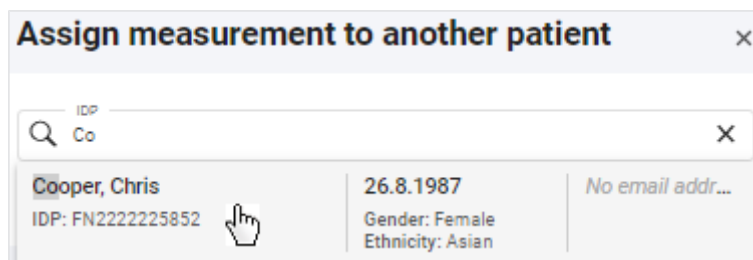 Assign measurement to another patient
IDP
Co
Cooper, Chris
IDP: FN2222225852
26.8.1987
Gender: Female
Ethnicity: Asian
No email addr...